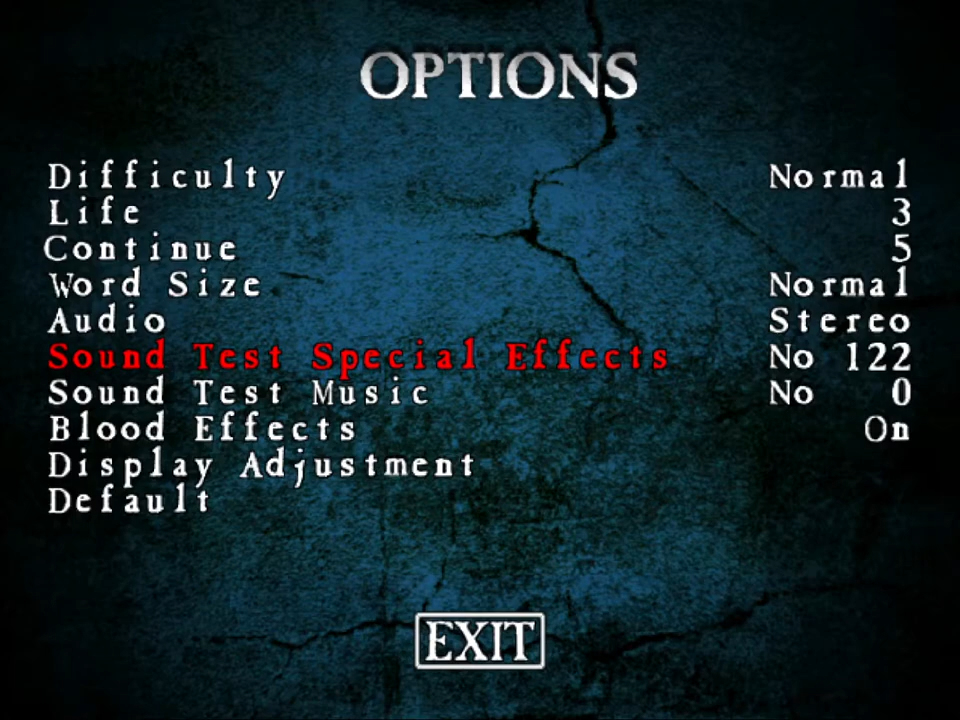 OPTIONS
Difficulty Normal
Life 3
Continue 5
Word Size Normal
Audio Stereo
Sound Test Special Effects No 122
Sound Test Music No 0
Blood Effects On
Display Adjustment
Default
EXIT